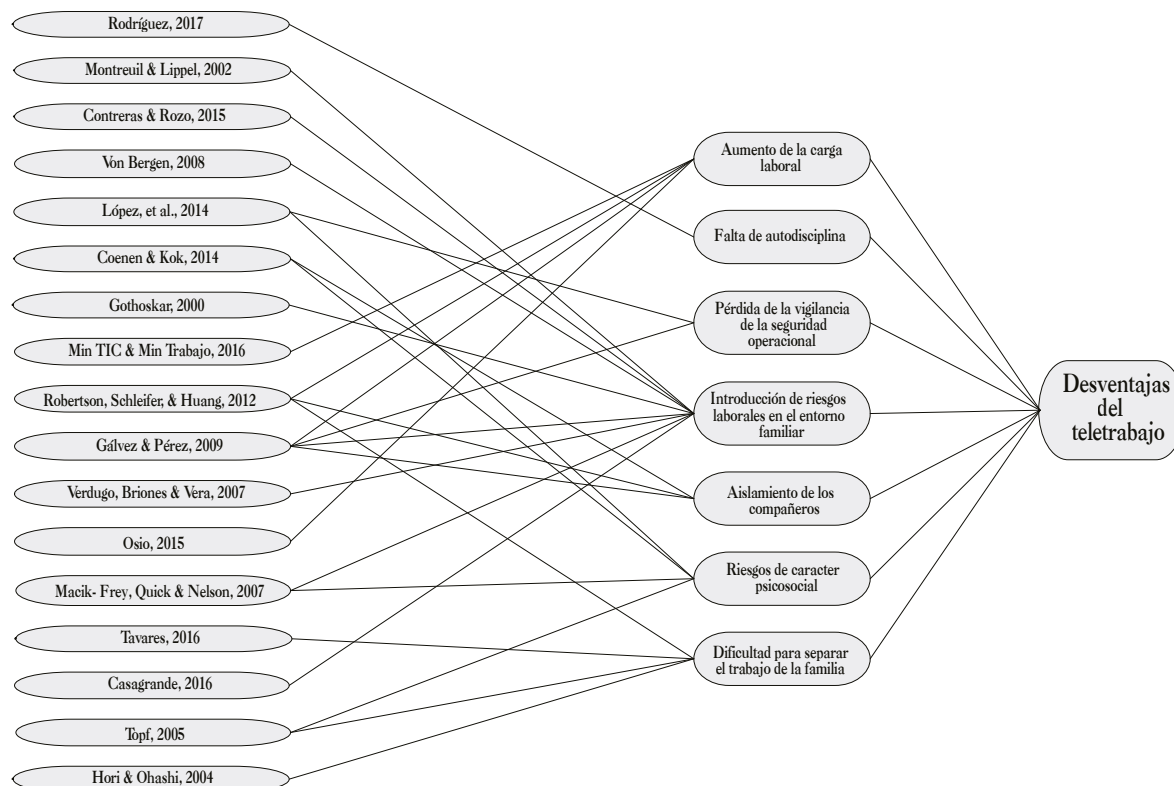 Rodríguez, 2017
Montreuil & Lippel, 2002
Contreras & Rozo, 2015
Von Bergen, 2008
López, et al., 2014
Coenen & Kok, 2014
Gothoskar, 2000
Min TIC & Min Trabajo, 2016
Robertson, Schleifer, & Huang, 2012
Gálvez & Pérez, 2009
Verdugo, Briones & Vera, 2007
Osio, 2015
Macik- Frey, Quick & Nelson, 2007
Tavares, 2016
Casagrande, 2016
Topf, 2005
Hori & Ohashi, 2004
Aumento de la carga
laboral
Falta de autodisciplina
Pérdida de la vigilancia
de la seguridad
operacional
Introducción de riesgos
laborales en el entorno
familiar
Aislamiento de los
compañeros
Riesgos de caracter
psicosocial
Dificultad para separar
el trabajo de la familia
Desventajas
del
teletrabajo